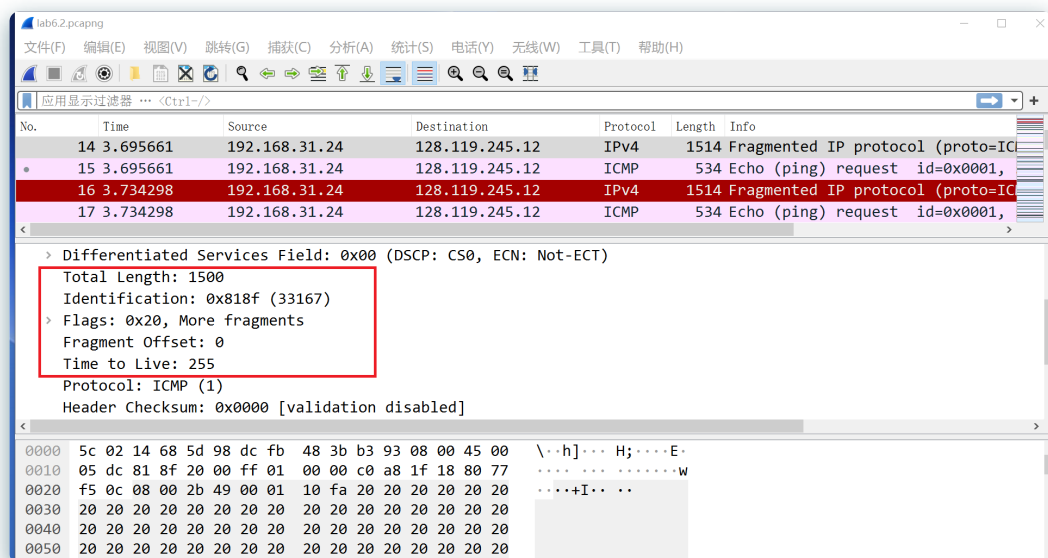 lab6.2.pcapng
文件(F) 编辑(E) 视图(V) 跳转(G) 捕获(C) 分析(A) 统计(S) 电话(Y) 无线(W) 工具(T) 帮助(H)
应用显示过滤器 … <Ctrl-/>
No. Time Source Destination Protocol Length Info
14 3.695661 192.168.31.24 128.119.245.12 IPv4 1514 Fragmented IP protocol (proto=IC
15 3.695661 192.168.31.24 128.119.245.12 ICMP 534 Echo (ping) request id=0x0001,
16 3.734298 192.168.31.24 128.119.245.12 IPv4 1514 Fragmented IP protocol (proto=IC
17 3.734298 192.168.31.24 128.119.245.12 ICMP 534 Echo (ping) request id=0x0001,
Differentiated Services Field: 0x00 (DSCP: CS0, ECN: Not-ECT)
Total Length: 1500
Identification: 0x818f (33167)
Flags: 0x20, More fragments
Fragment Offset: 0
Time to Live: 255
Protocol: ICMP (1)
Header Checksum: 0x0000 [validation disabled]
0000 5c 02 14 68 5d 98 dc fb 48 3b b3 93 08 00 45 00 \··h]··· H;····E·
0010 05 dc 81 8f 20 00 ff 01 00 00 c0 a8 1f 18 80 77 ···· ··· ·······w
0020 f5 0c 08 00 2b 49 00 01 10 fa 20 20 20 20 20 20 ····+I·· ··
0030 20 20 20 20 20 20 20 20 20 20 20 20 20 20 20 20
0040 20 20 20 20 20 20 20 20 20 20 20 20 20 20 20 20
0050 20 20 20 20 20 20 20 20 20 20 20 20 20 20 20 20